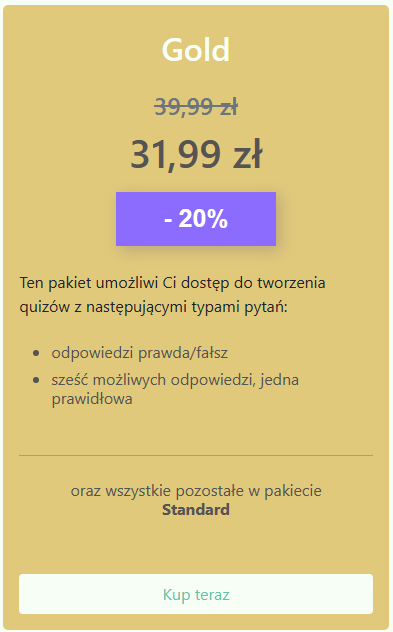 Gold
39,99 zł
31,99 zł
- 20%
Ten pakiet umożliwi Ci dostęp do tworzenia
quizów z następującymi typami pytań:
odpowiedzi prawda/fałsz
sześć możliwych odpowiedzi, jedna
prawidłowa
oraz wszystkie pozostałe w pakiecie
Standard
Kup teraz